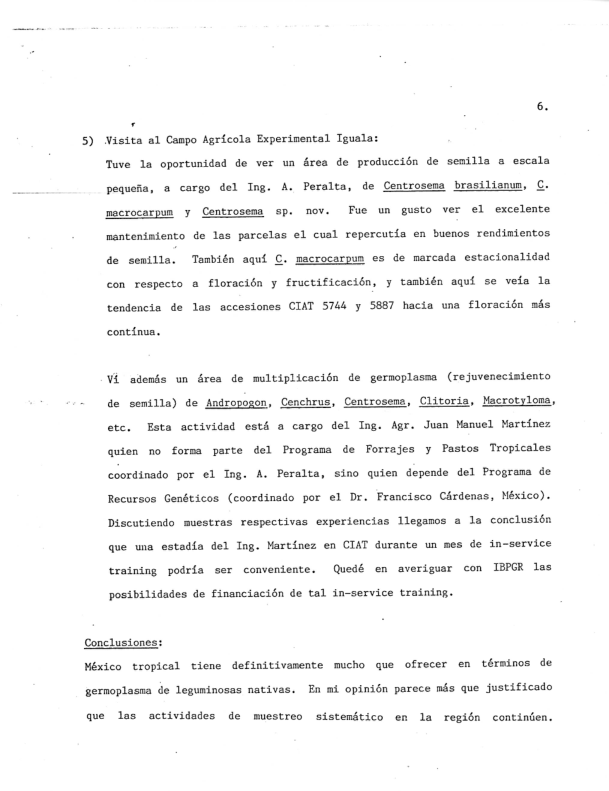 6.
5) Visita al Campo Agrícola Experimental Iguala:
Tuve la oportunidad de ver un área de producción de semilla a escala
pequeña, a cargo del Ing. A. Peralta, de Centrosema brasilianum, C.
macrocarpum y Centrosema sp. nov. Fue un gusto ver el excelente
mantenimiento de las parcelas el cual repercutía en buenos rendimientos
de semilla. También aquí C. macrocarpum es de marcada estacionalidad
con respecto a floración y fructificación, y también aquí se veía la
tendencia de las accesiones CIAT 5744 y 5887 hacia una floración más
contínua.
Ví además un área de multiplicación de germoplasma (rejuvenecimiento
de semilla) de Andropogon, Cenchrus, Centrosema, Clitoria, Macrotyloma,
etc. Esta actividad está a cargo del Ing. Agr. Juan Manuel Martínez
quien no forma parte del Programa de Forrajes y Pastos Tropicales
coordinado por el Ing. A. Peralta, sino quien depende del Programa de
Recursos Genéticos (coordinado por el Dr. Francisco Cárdenas, México).
Discutiendo muestras respectivas experiencias llegamos a la conclusión
que una estadía del Ing. Martínez en CIAT durante un mes de in-service
training podría ser conveniente. Quedé en averiguar con IBPGR las
posibilidades de financiación de tal in-service training.
Conclusiones:
México tropical tiene definitivamente mucho que ofrecer en términos de
germoplasma de leguminosas nativas. En mi opinión parece más que justificado
que las actividades de muestreo sistemático en la región continúen.